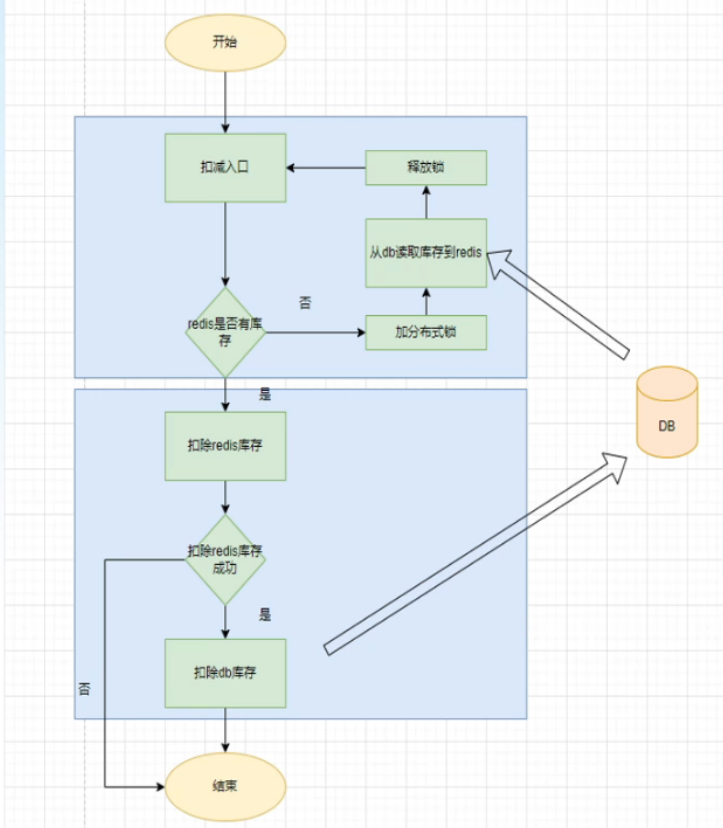 开始
扣减入口
释放锁
从db读取库存到redis
否
redis是否有库
存
加分布式锁
是
DB
扣除redis库存
扣除redis库存
成功
是
扣除db库存
否
结束